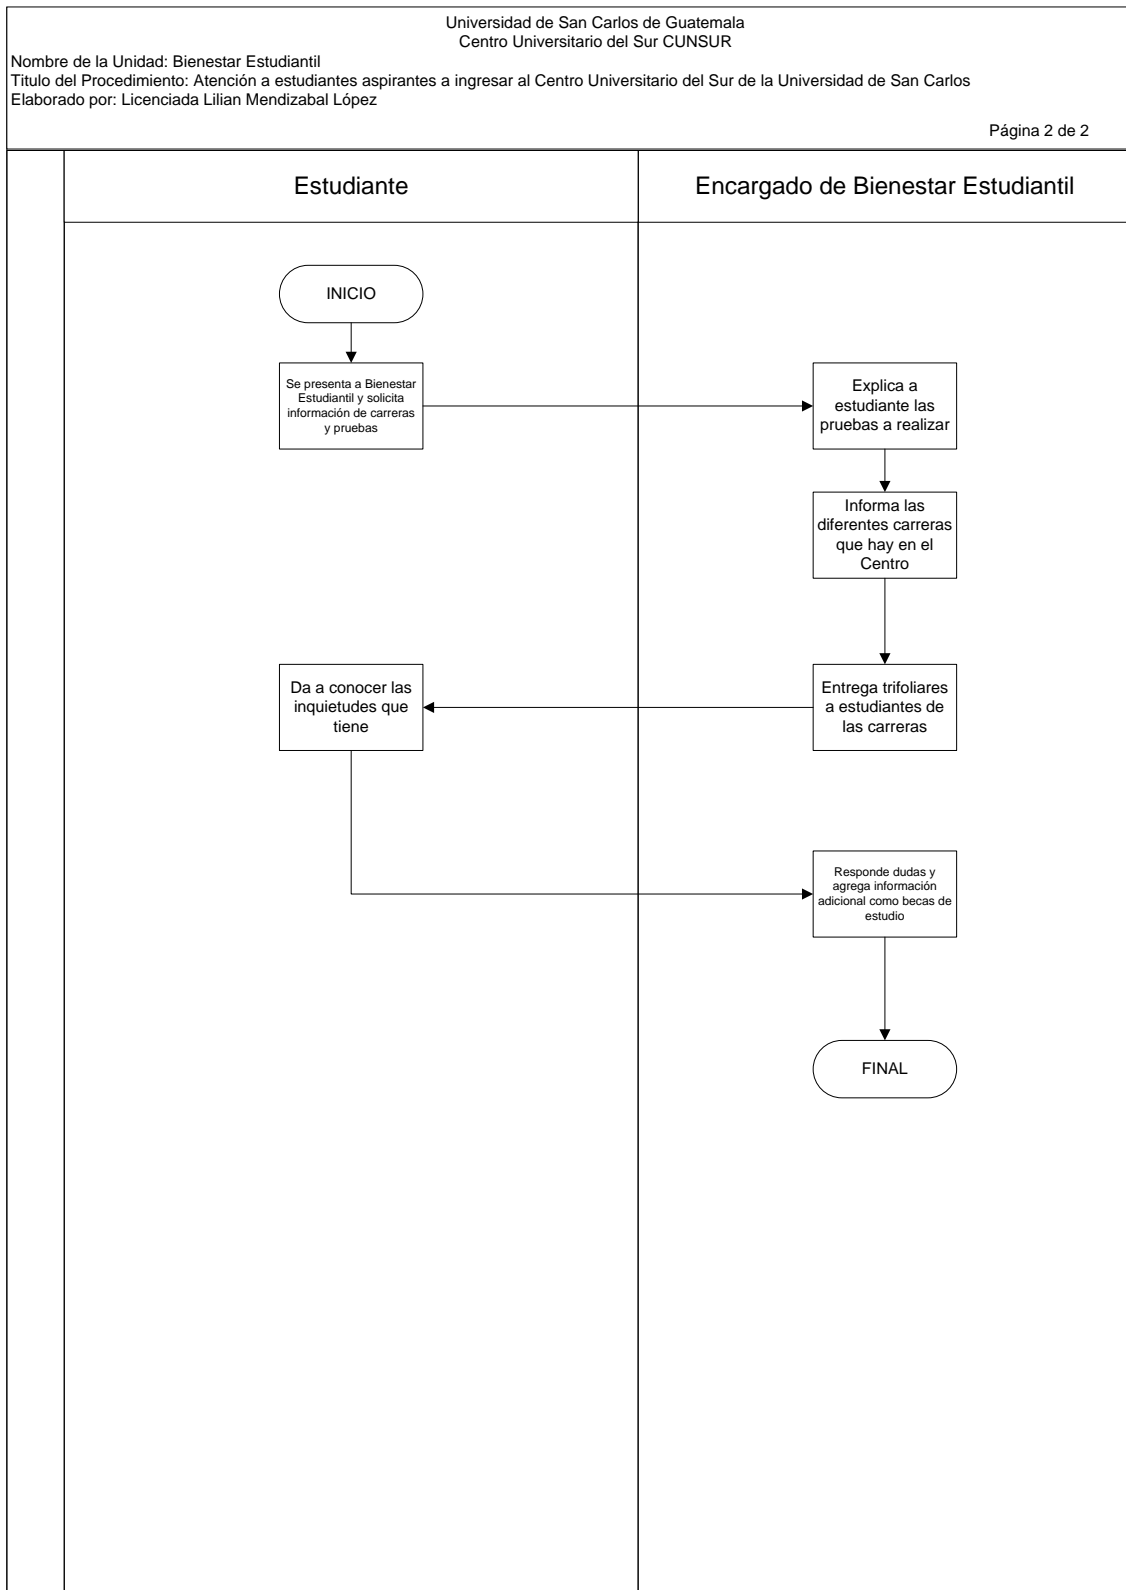 Universidad de San Carlos de Guatemala
Centro Universitario del Sur CUNSUR
Nombre de la Unidad: Bienestar Estudiantil
Titulo del Procedimiento: Atención a estudiantes aspirantes a ingresar al Centro Universitario del Sur de la Universidad de San Carlos
Elaborado por: Licenciada Lilian Mendizabal López
Página 2 de 2
Estudiante
Encargado de Bienestar Estudiantil
INICIO
Se presenta a Bienestar
Estudiantil y solicita
información de carreras
y pruebas
Explica a
estudiante las
pruebas a realizar
Informa las
diferentes carreras
que hay en el
Centro
Entrega trifoliares
a estudiantes de
las carreras
Da a conocer las
inquietudes que
tiene
Responde dudas y
agrega información
adicional como becas de
estudio
FINAL